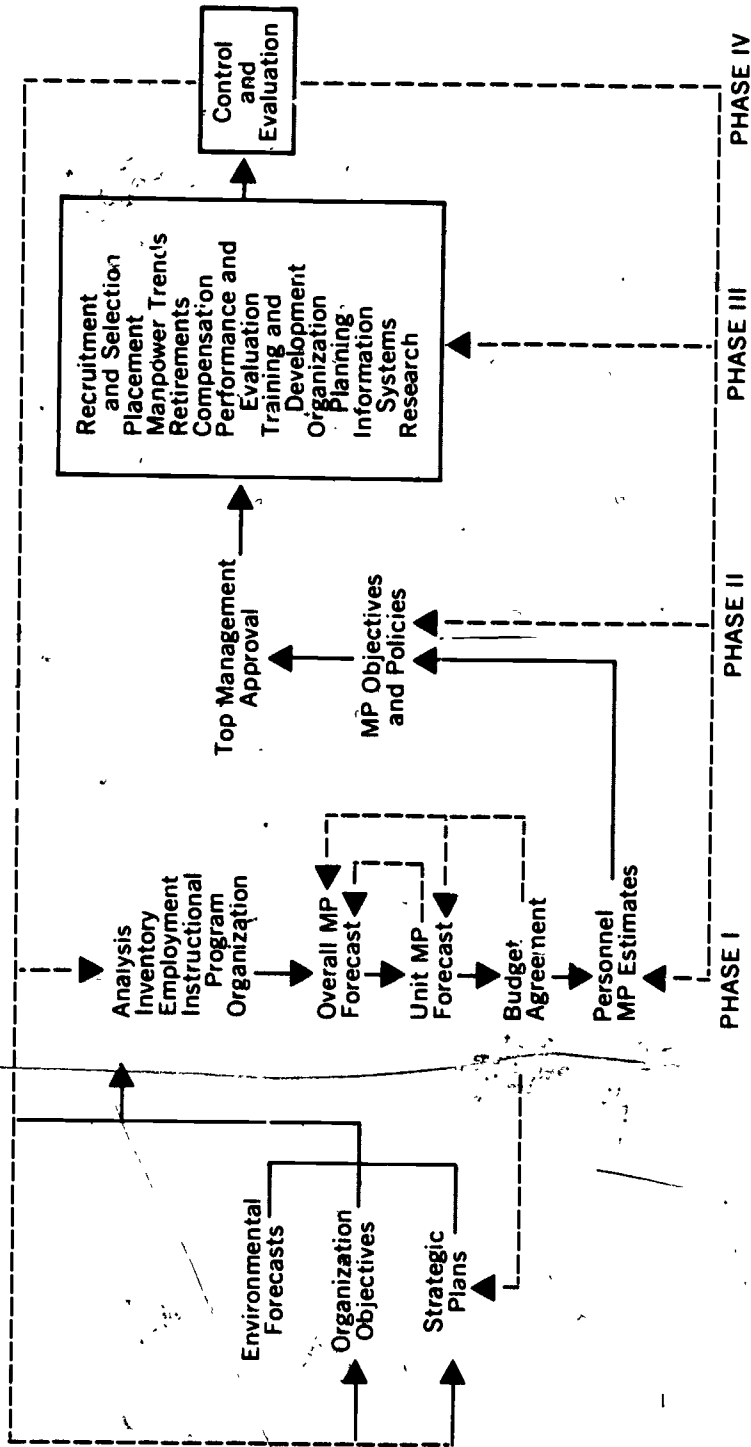 Environmental
Forecasts
Organization
Objectives
Strategic
Plans
Analysis
Inventory
Employment
Instructional
Program
Organization
Overall MP
Forecast
Unit MP
Forecast
Budget
Agreement
Personnel
MP Estimates
PHASE I
Top Management
Approval
MP Objectives
and Policies
PHASE II
Recruitment
and Selection
Placement
Manpower Trends
Retirements
Compensation
Performance and
Evaluation
Training and
Development
Organization
Planning
Information
Systems
Research
PHASE III
Control
and
Evaluation
PHASE IV